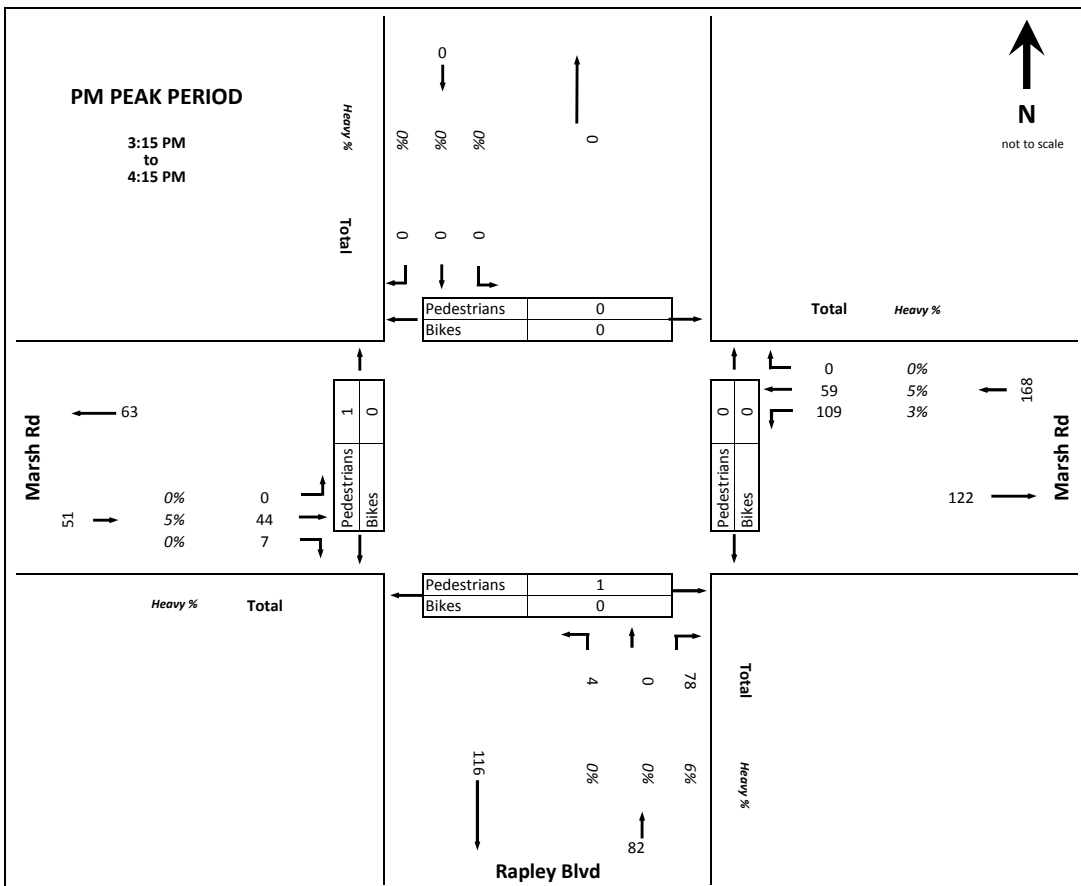 PM PEAK PERIOD
3:15 PM
to
4:15 PM
N
not to scale
0
Heavy %
0%
0%
0%
0
Total
0
0
0
Pedestrians 0
Bikes 0
Total Heavy %
0 0%
59 5%
109 3%
168
Marsh Rd
122
Marsh Rd
63
51
0% 0
5% 44
0% 7
Heavy % Total
Pedestrians 1
Bikes 0
Pedestrians 0
Bikes 0
Pedestrians 1
Bikes 0
4
0
78
Total
116
0%
0%
6%
Heavy %
82
Rapley Blvd